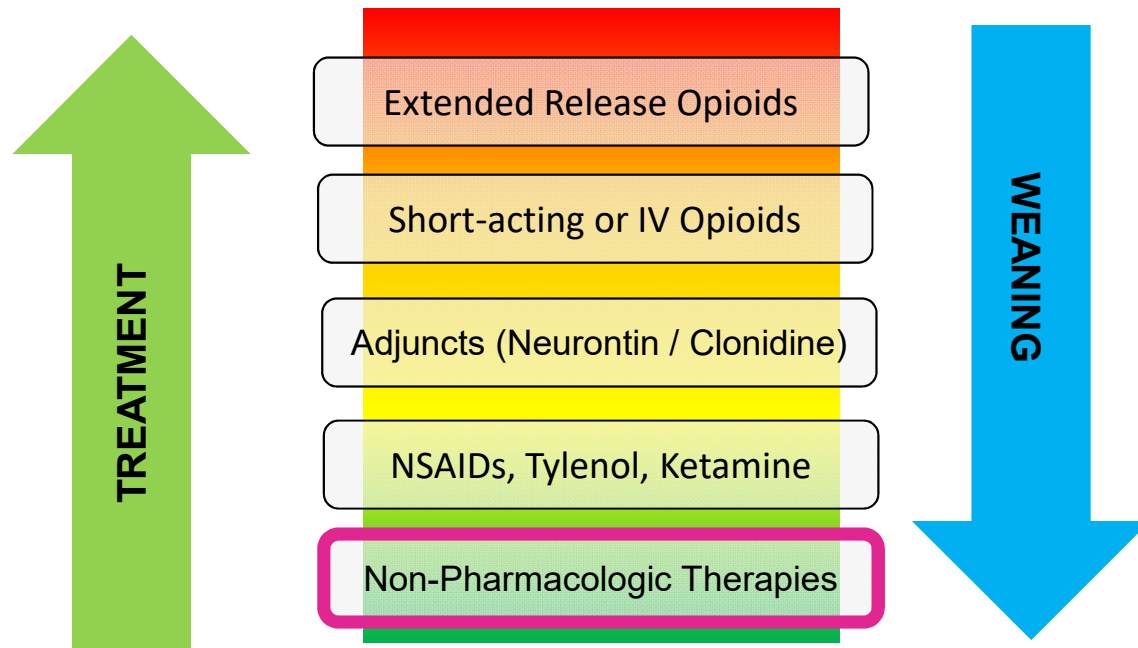 Extended Release Opioids
Short-acting or IV Opioids
Adjuncts (Neurontin / Clonidine)
NSAIDs, Tylenol, Ketamine
Non-Pharmacologic Therapies
TREATMENT
WEANING